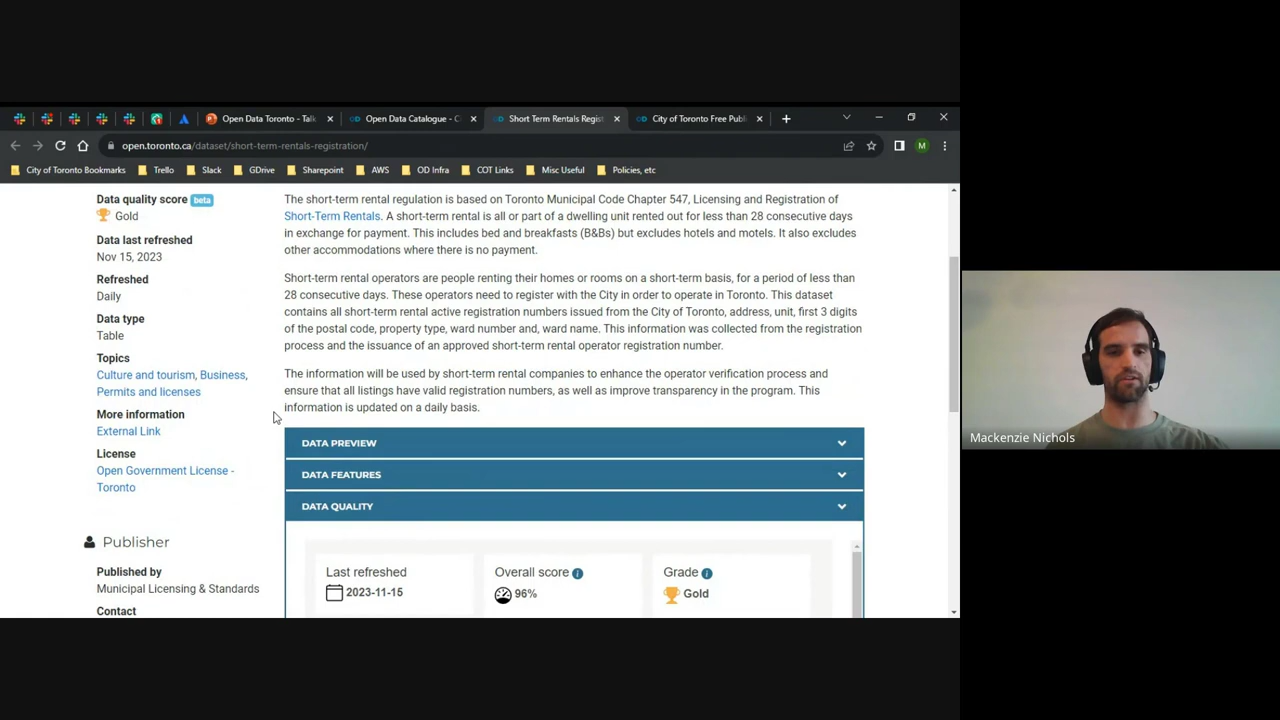 Open Data Toronto - Talk
Open Data Catalogue - C
Short Term Rentals Regist
City of Toronto Free Publ
open.toronto.ca/dataset/short-term-rentals-registration/
M
City of Toronto Bookmarks
Trello
Slack
GDrive
Sharepoint
AWS
OD Infra
COT Links
Misc Useful
Policies, etc
Data quality score beta
Gold
Data last refreshed
Nov 15, 2023
Refreshed
Daily
Data type
Table
Topics
Culture and tourism, Business,
Permits and licenses
More information
External Link
License
Open Government License -
Toronto
Publisher
Published by
Municipal Licensing & Standards
Contact
The short-term rental regulation is based on Toronto Municipal Code Chapter 547, Licensing and Registration of
Short-Term Rentals. A short-term rental is all or part of a dwelling unit rented out for less than 28 consecutive days
in exchange for payment. This includes bed and breakfasts (B&Bs) but excludes hotels and motels. It also excludes
other accommodations where there is no payment.
Short-term rental operators are people renting their homes or rooms on a short-term basis, for a period of less than
28 consecutive days. These operators need to register with the City in order to operate in Toronto. This dataset
contains all short-term rental active registration numbers issued from the City of Toronto, address, unit, first 3 digits
of the postal code, property type, ward number and, ward name. This information was collected from the registration
process and the issuance of an approved short-term rental operator registration number.
The information will be used by short-term rental companies to enhance the operator verification process and
ensure that all listings have valid registration numbers, as well as improve transparency in the program. This
information is updated on a daily basis.
DATA PREVIEW
DATA FEATURES
DATA QUALITY
Last refreshed
2023-11-15
Overall score
96%
Grade
Gold
Mackenzie Nichols